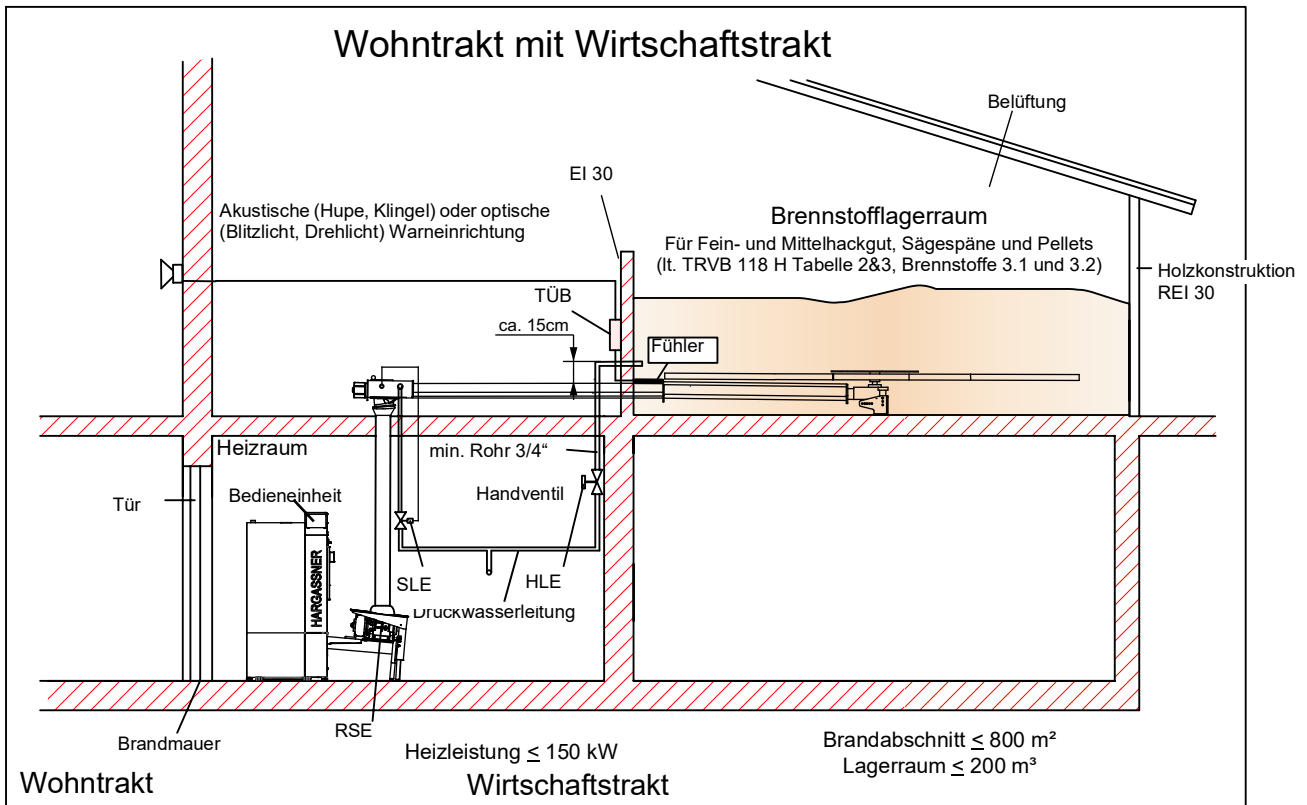 Wohntrakt mit Wirtschaftstrakt
Belüftung
EI 30
Akustische (Hupe, Klingel) oder optische
(Blitzlicht, Drehlicht) Warneinrichtung
Brennstofflagerraum
Für Fein- und Mittelhackgut, Sägespäne und Pellets
(lt. TRVB 118 H Tabelle 2&3, Brennstoffe 3.1 und 3.2)
Holzkonstruktion
REI 30
TÜB
ca. 15cm
Fühler
Heizraum
min. Rohr 3/4“
Tür
Bedieneinheit
Handventil
HARGASSNER
SLE
HLE
Druckwasserleitung
RSE
Brandmauer
Heizleistung ≤ 150 kW
Brandabschnitt ≤ 800 m²
Lagerraum ≤ 200 m³
Wohntrakt
Wirtschaftstrakt